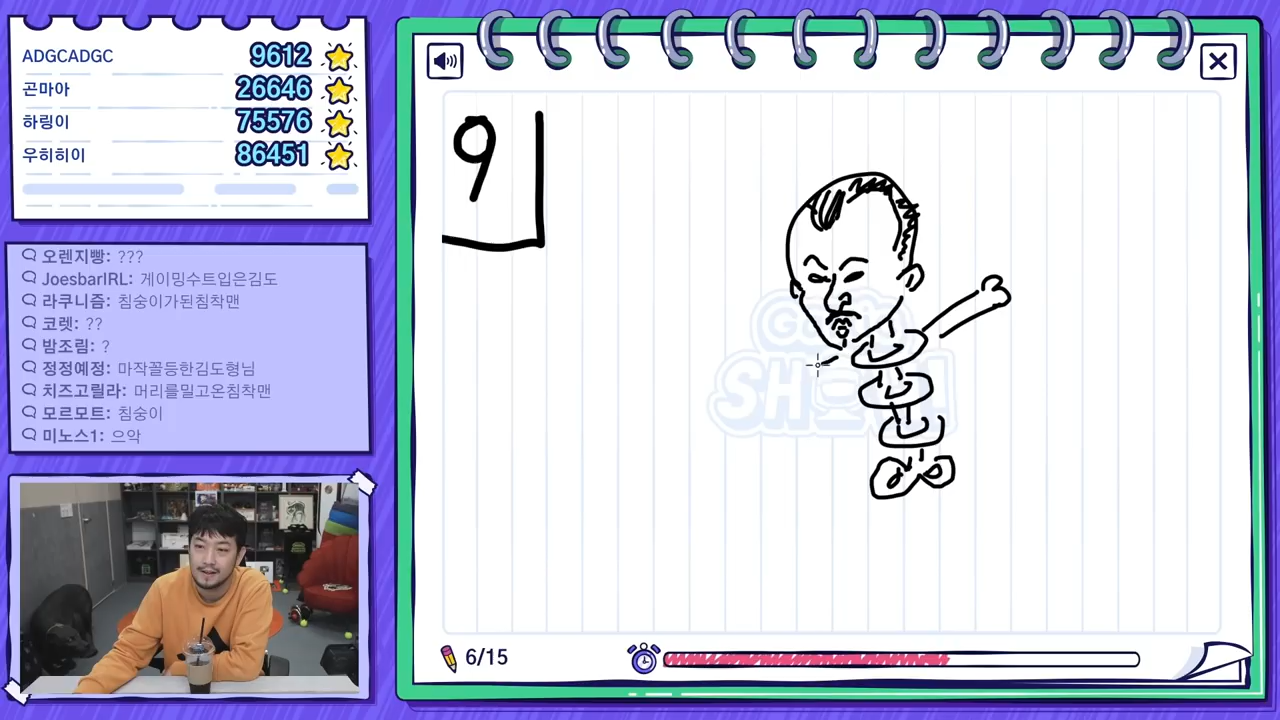 ADGCADGC 9612
곤마아 26646
하링이 75576
우히히이 86451
오렌지빵: ???
JoesbarIRL: 게이밍수트입은김도
라쿠니즘: 침숭이가된침착맨
코렛: ??
밤조림: ?
정정예정: 마작꼴등한김도형님
치즈고릴라: 머리를밀고온침착맨
모르모트: 침숭이
미노스1: 으악
9
6/15